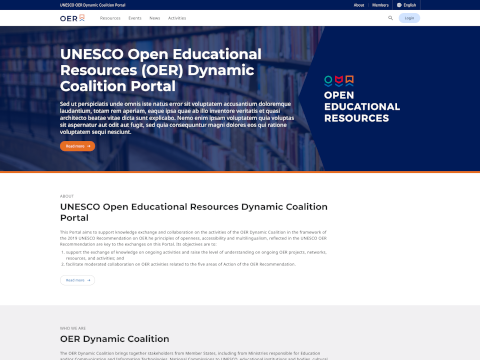 UNESCO OER Dynamic Coalition Portal
About
Members
English
OER
Resources
Events
News
Activities
Login
UNESCO Open Educational
Resources (OER) Dynamic
Coalition Portal
Sed ut perspiciatis unde omnis iste natus error sit voluptatem accusantium doloremque
laudantium, totam rem aperiam, eaque ipsa quae ab illo inventore veritatis et quasi
architecto beatae vitae dicta sunt explicabo. Nemo enim ipsam voluptatem quia voluptas
sit aspernatur aut odit aut fugit, sed quia consequuntur magni dolores eos qui ratione
voluptatem sequi nesciunt.
Read more
OPEN
EDUCATIONAL
RESOURCES
ABOUT
UNESCO Open Educational Resources Dynamic Coalition
Portal
This Portal aims to support knowledge exchange and collaboration on the activities of the OER Dynamic Coalition in the framework of
the 2019 UNESCO Recommendation on OER.he principles of openness, accessibility and multilingualism, reflected in the UNESCO OER
Recommendation are key to the exchanges on this Portal. Its objectives are to:
1. support the exchange of knowledge on ongoing activities and raise the level of understanding on ongoing OER projects, networks,
resources, and activities; and
2. facilitate moderated collaboration on OER activities related to the five areas of Action of the OER Recommendation.
Read more
WHO WE ARE
OER Dynamic Coalition
The OER Dynamic Coalition brings together stakeholders from Member States, including from Ministries responsible for Education